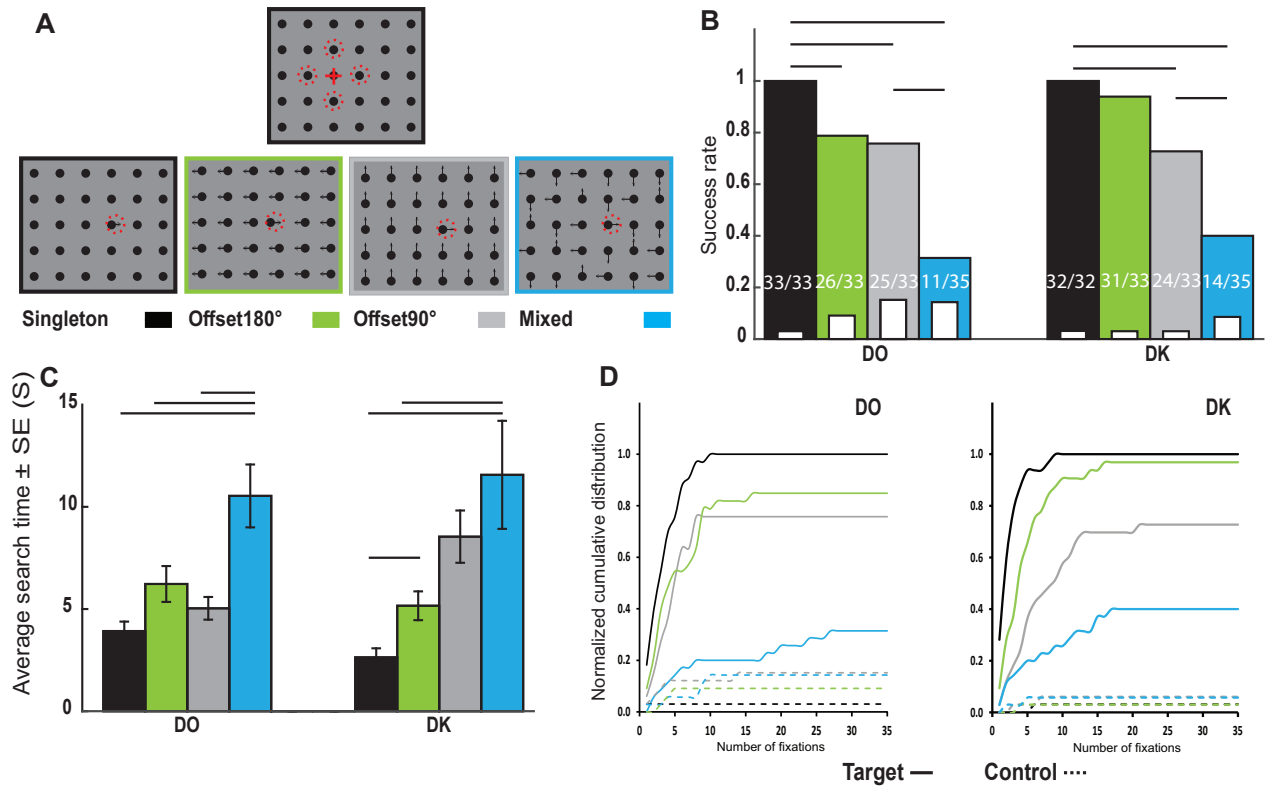 A
Singleton
Offset180°
Offset90°
Mixed
B
Success rate
1
0.8
0.6
0.4
0.2
0
33/33
26/33
25/33
11/35
32/32
31/33
24/33
14/35
DO
DK
C
Average search time ± SE (S)
15
10
5
0
DO
DK
D
Normalized cumulative distribution
DO
1.0
0.8
0.6
0.4
0.2
0.0
0 5 10 15 20 25 30 35
Number of fixations
DK
1.0
0.8
0.6
0.4
0.2
0.0
0 5 10 15 20 25 30 35
Number of fixations
Target
Control